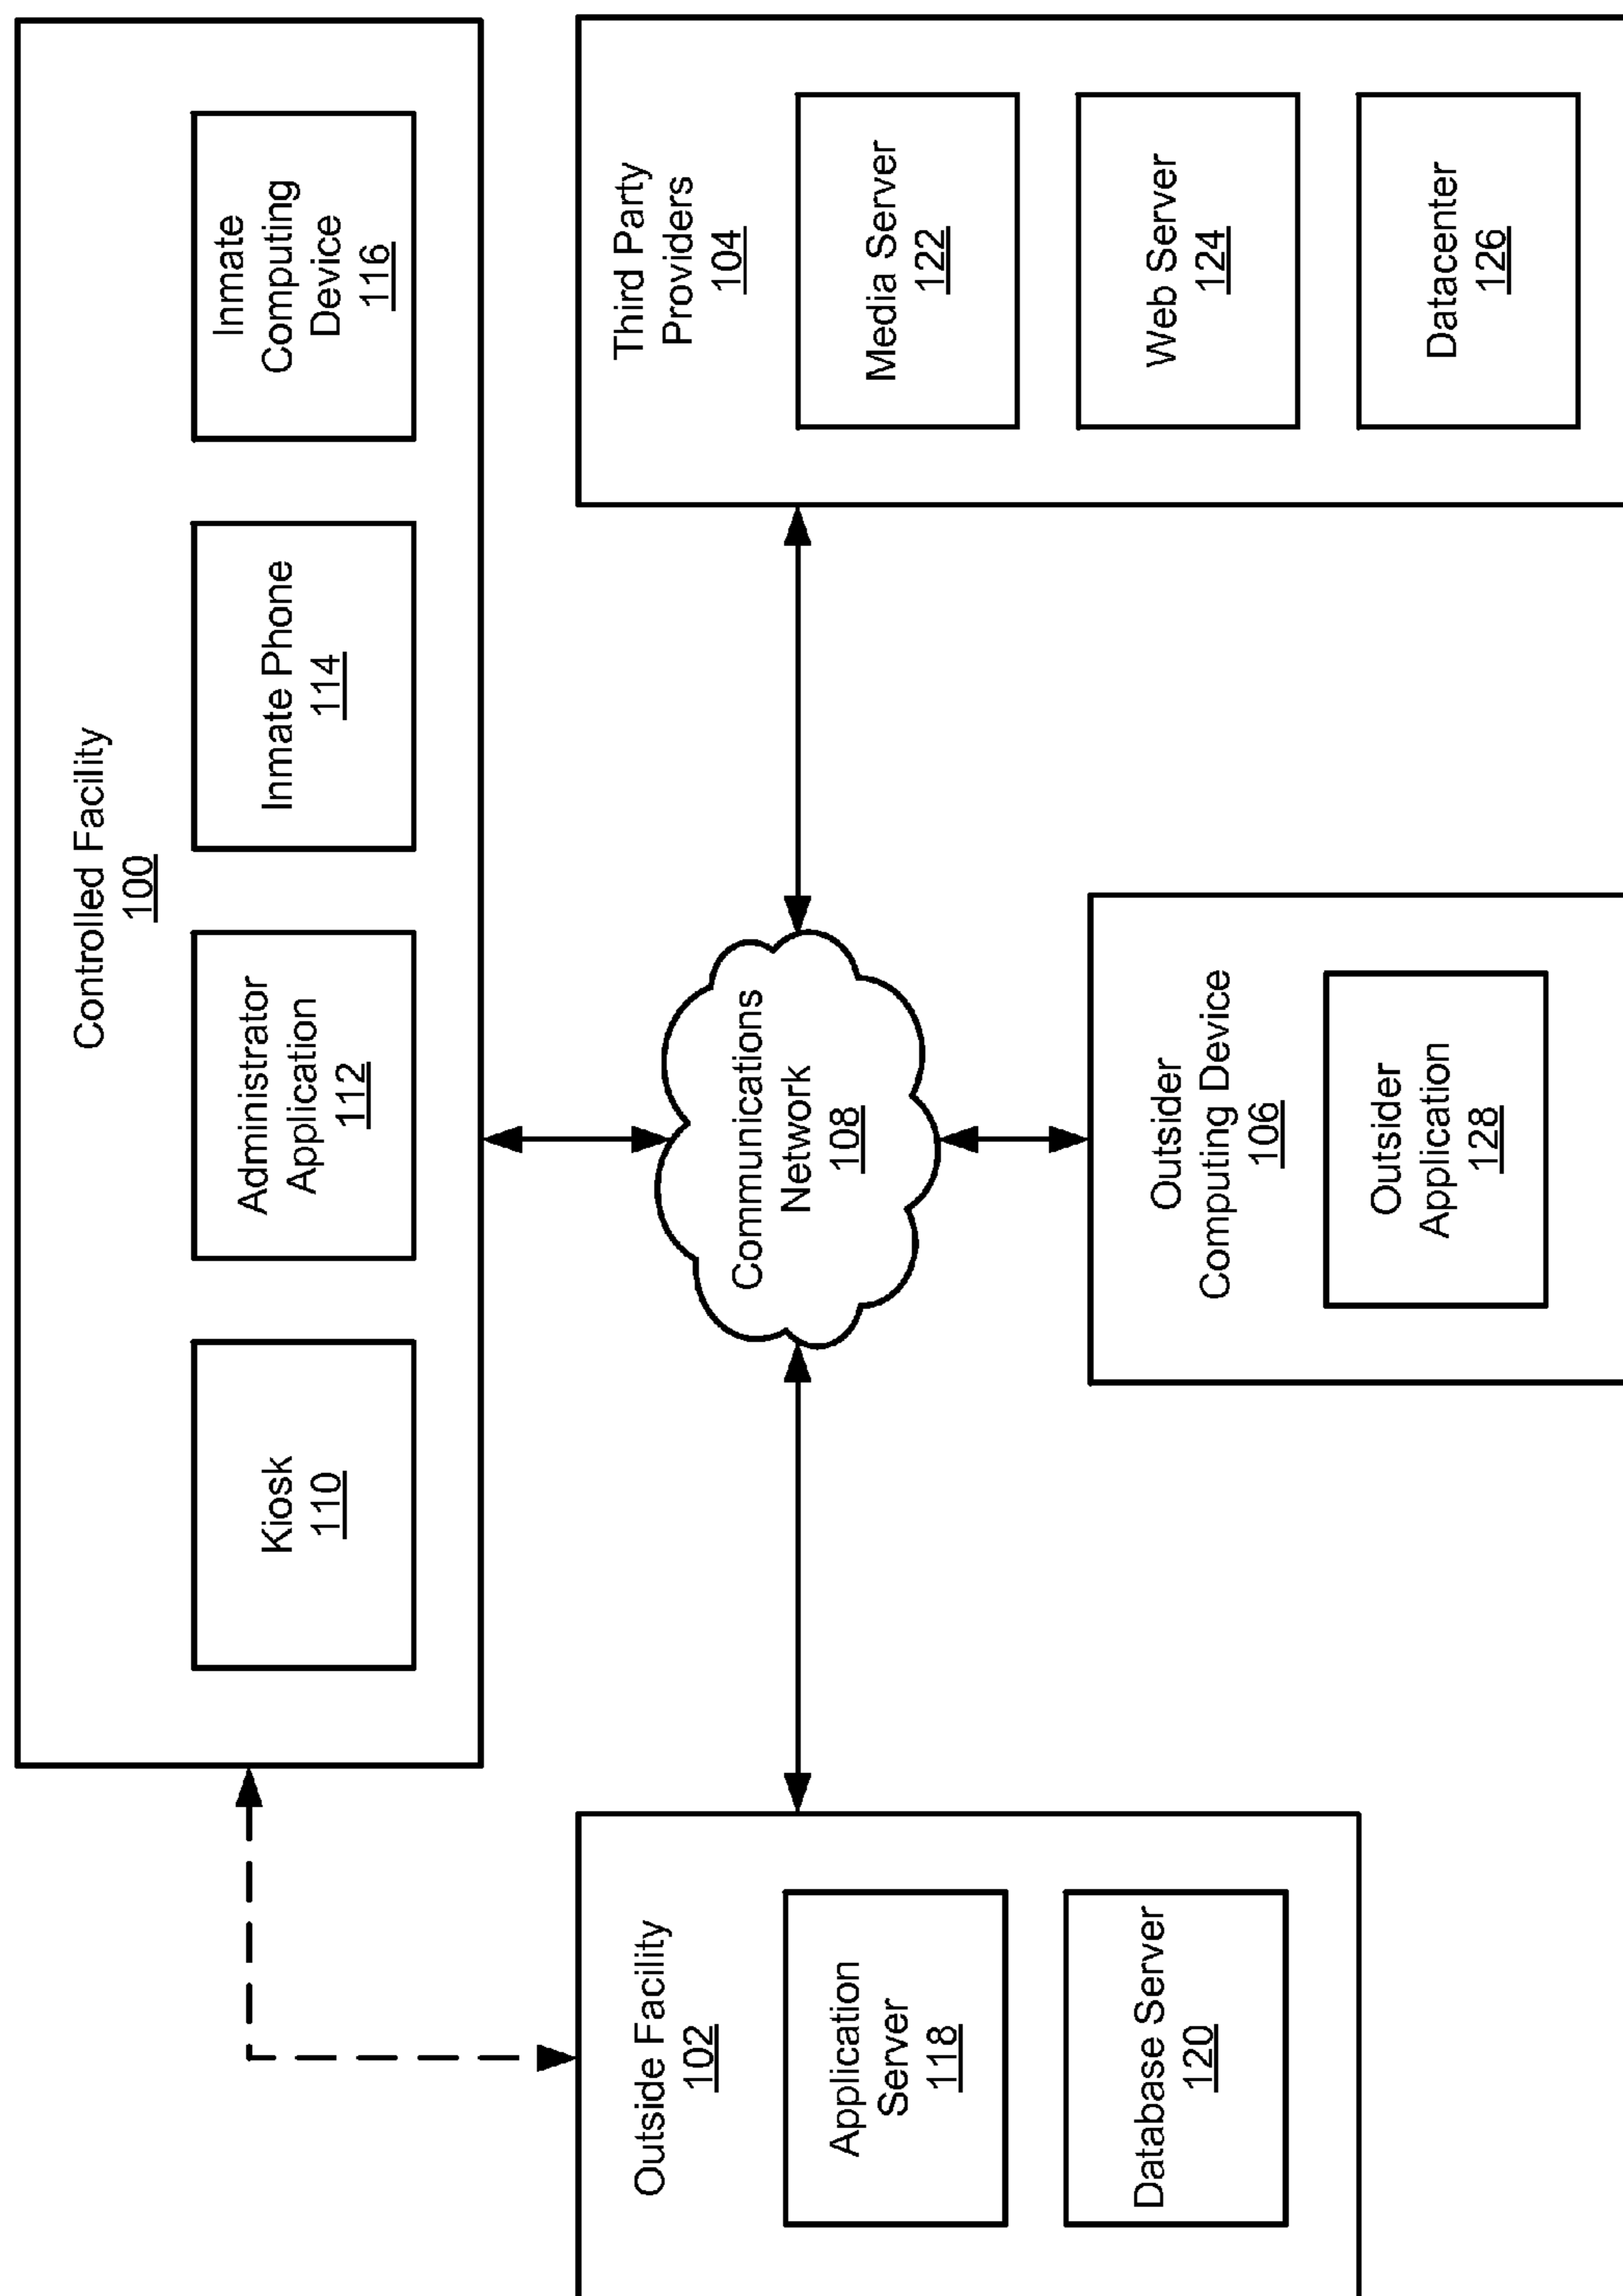 Controlled Facility
100
Kiosk
110
Administrator
Application
112
Inmate Phone
114
Inmate
Computing
Device
116
Outside Facility
102
Application
Server
118
Database Server
120
Communications
Network
108
Outsider
Computing Device
106
Outsider
Application
128
Third Party
Providers
104
Media Server
122
Web Server
124
Datacenter
126